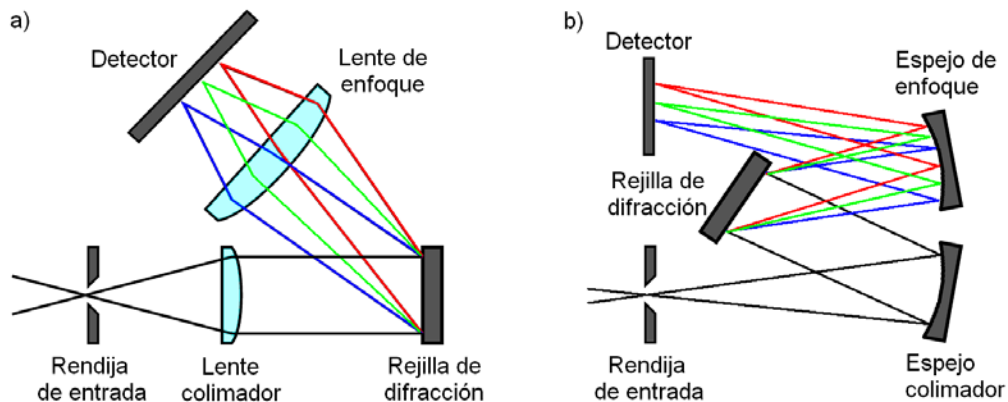 a)
Detector
Lente de
enfoque
Rendija
de entrada
Lente
colimador
Rejilla de
difracción
b)
Detector
Espejo de
enfoque
Rejilla de
difracción
Rendija
de entrada
Espejo
colimador